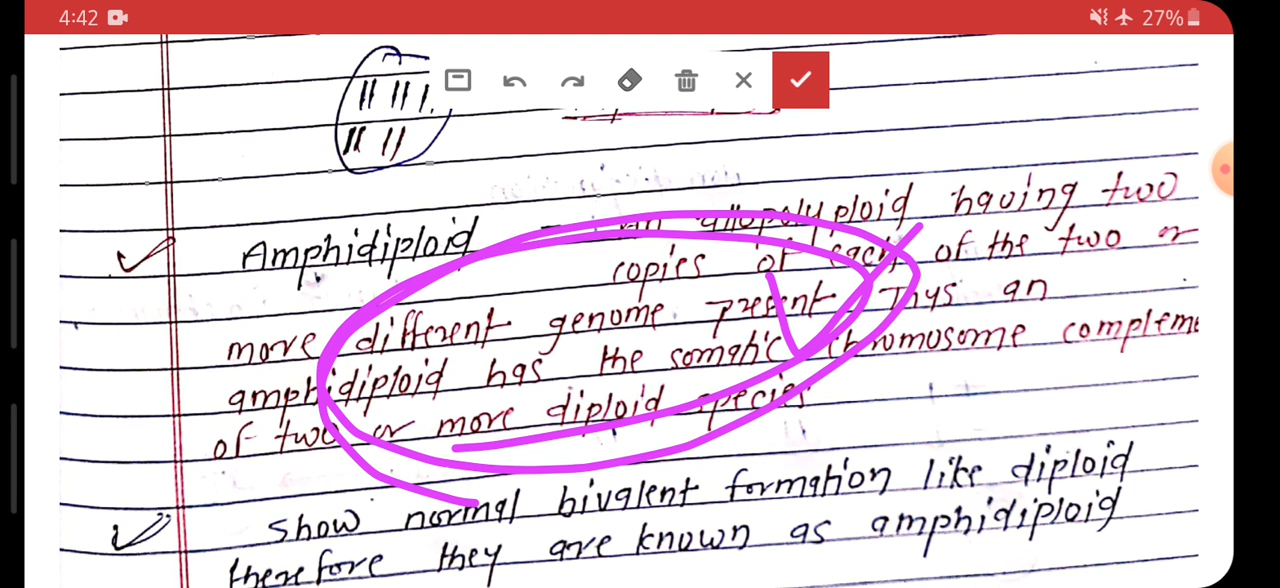 4:42
27%
Amphidiploid - an allopolyploid having two
copies of each of the two or
more different genome. present Thys an
amphidiploid has the somatic chromosome compleme
of two or more diploid species
show normal bivalent formation like diploid
therefore they are known as amphidiploid